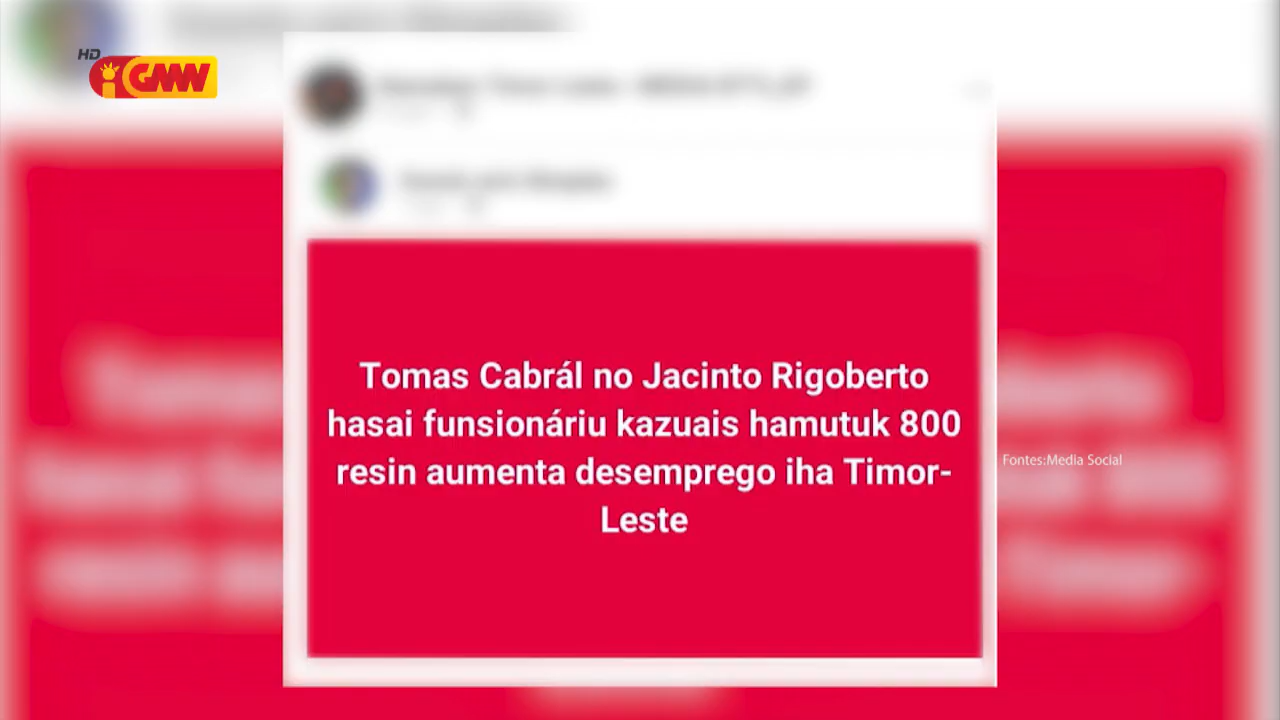 HD
GMN
Tomas Cabrál no Jacinto Rigoberto
hasai funsionáriu kazuais hamutuk 800
resin aumenta desemprego iha Timor-
Leste
Fontes:Media Social